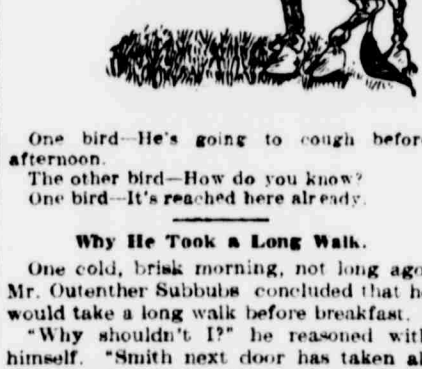 One bird—He's going to cough before
afternoon.
The other bird—How do you know?
One bird—It's reached here already.
Why He Took a Long Walk.
One cold, brisk morning, not long ago
Mr. Outenther Subbubs concluded that h
would take a long walk before breakfast.
"Why shouldn't I?" he reasoned with
himself. "Smith next door has taken al